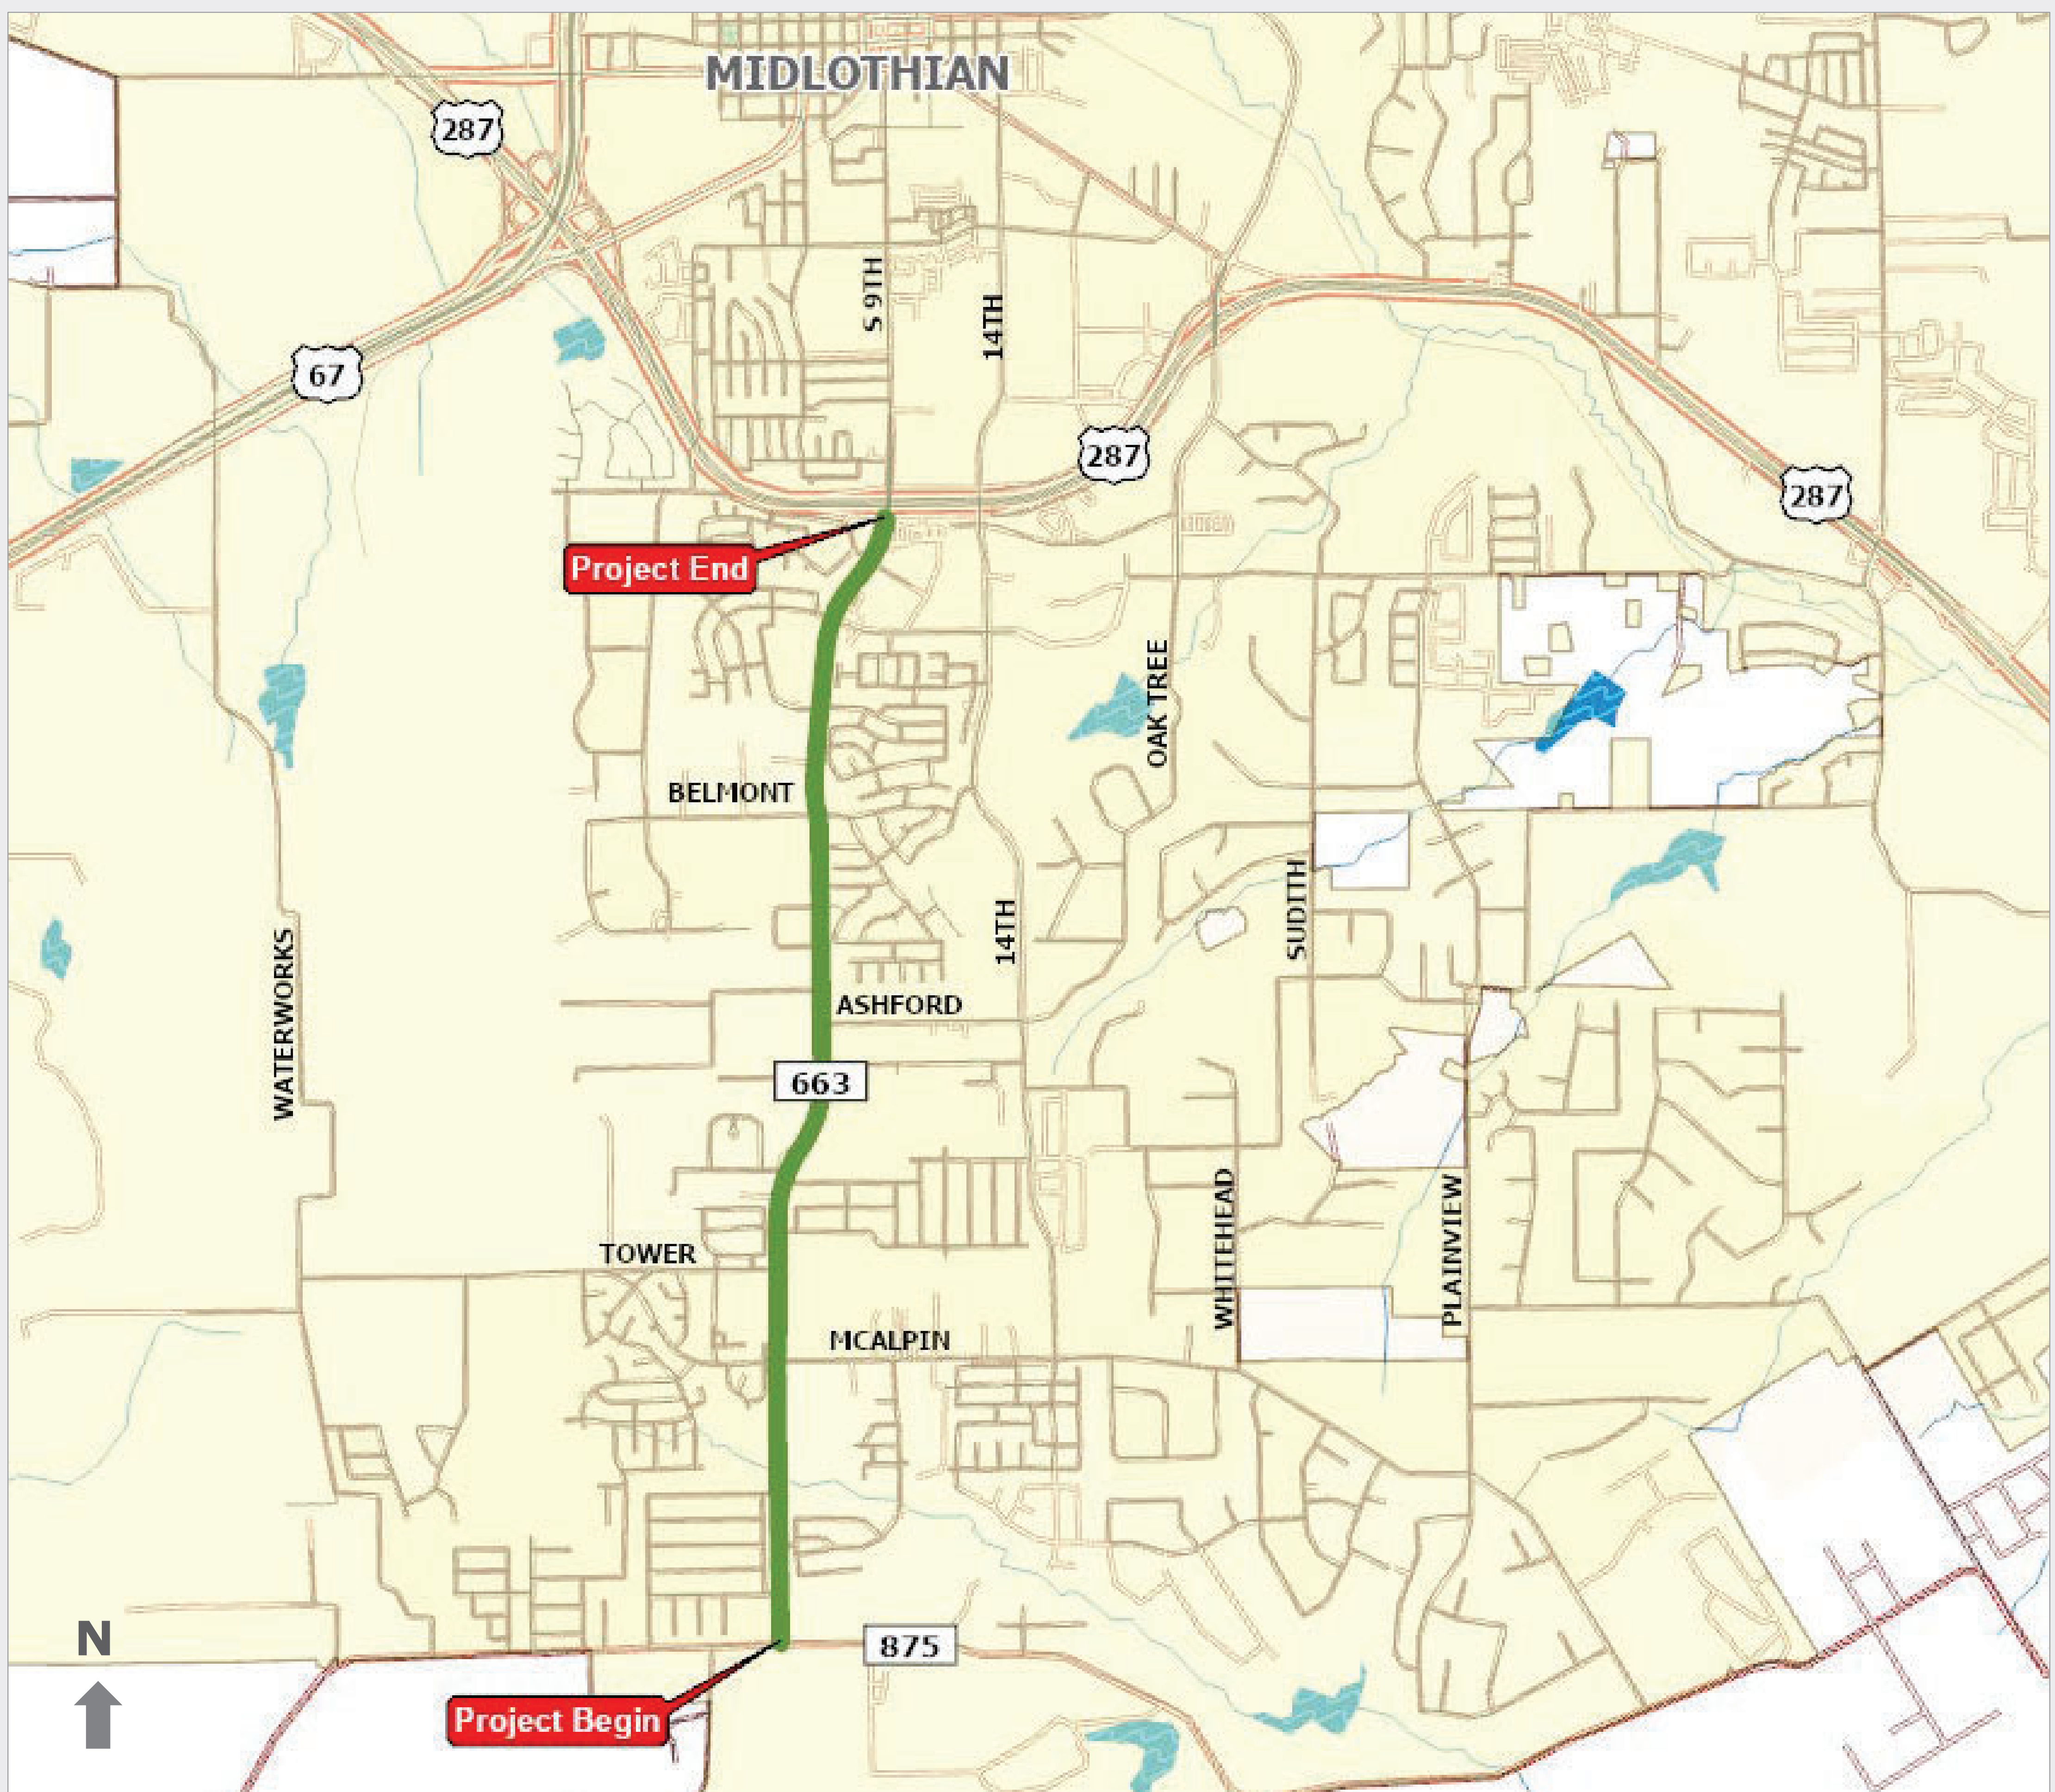 MIDLOTHIAN
287
S 9TH
14TH
67
287
287
Project End
OAK TREE
BELMONT
SUDITH
14TH
WATERWORKS
ASHFORD
663
WHITEHEAD
PLAINVIEW
TOWER
MCALPIN
N
875
Project Begin